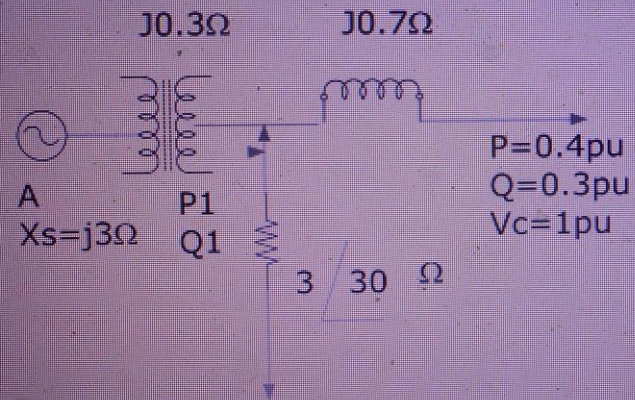 J0.3Ω
J0.7Ω
P=0.4pu
Q=0.3pu
Vc=1pu
A
Xs=j3Ω
P1
Q1
3 30 Ω